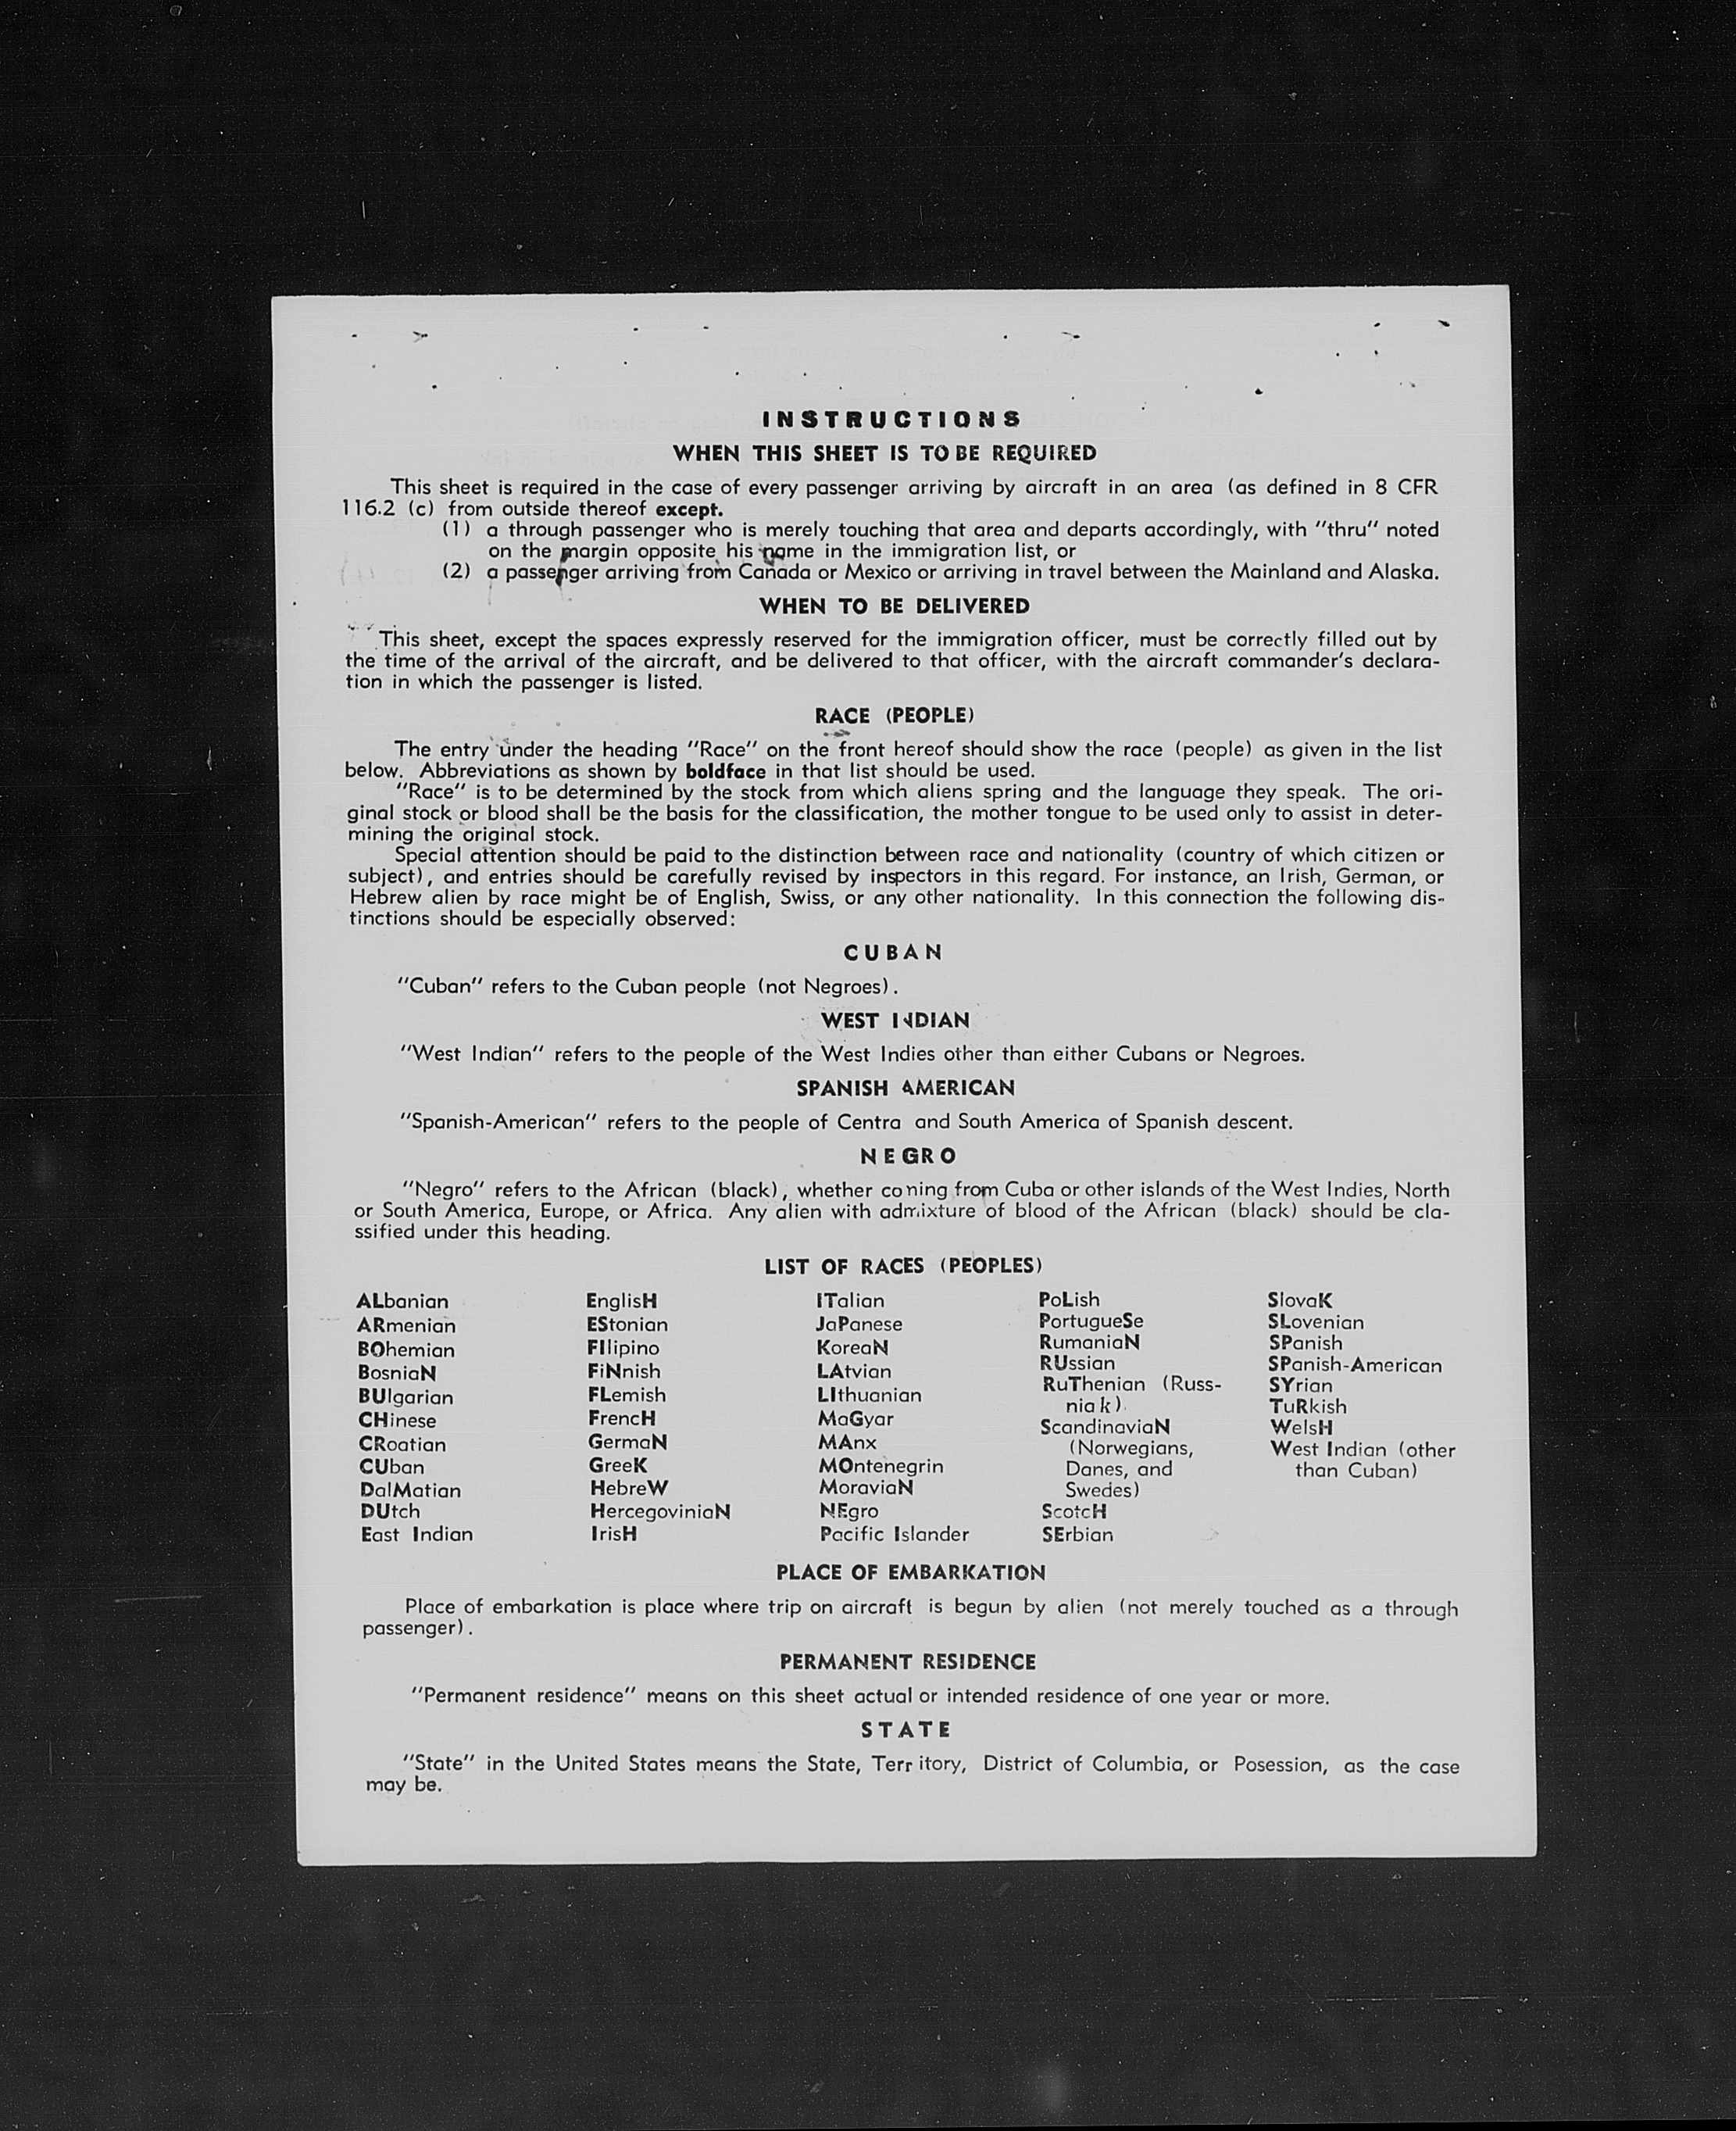 INSTRUCTIONS
WHEN THIS SHEET IS TO BE REQUIRED
This sheet is required in the case of every passenger arriving by aircraft in an area (as defined in 8 CFR
116.2 (c) from outside thereof except.
(1) a through passenger who is merely touching that area and departs accordingly, with "thru" noted
on the margin opposite his name in the immigration list, or
(2) a passenger arriving from Canada or Mexico or arriving in travel between the Mainland and Alaska.
WHEN TO BE DELIVERED
This sheet, except the spaces expressly reserved for the immigration officer, must be correctly filled out by
the time of the arrival of the aircraft, and be delivered to that officer, with the aircraft commander's declara-
tion in which the passenger is listed.
RACE (PEOPLE)
The entry under the heading "Race" on the front hereof should show the race (people) as given in the list
below. Abbreviations as shown by boldface in that list should be used.
"Race" is to be determined by the stock from which aliens spring and the language they speak. The ori-
ginal stock or blood shall be the basis for the classification, the mother tongue to be used only to assist in deter-
mining the original stock.
Special attention should be paid to the distinction between race and nationality (country of which citizen or
subject), and entries should be carefully revised by inspectors in this regard. For instance, an Irish, German, or
Hebrew alien by race might be of English, Swiss, or any other nationality. In this connection the following dis-
tinctions should be especially observed:
CUBAN
"Cuban" refers to the Cuban people (not Negroes).
WEST INDIAN
"West Indian" refers to the people of the West Indies other than either Cubans or Negroes.
SPANISH AMERICAN
"Spanish-American" refers to the people of Centra and South America of Spanish descent.
NEGRO
"Negro" refers to the African (black), whether coming from Cuba or other islands of the West Indies, North
or South America, Europe, or Africa. Any alien with admixture of blood of the African (black) should be cla-
ssified under this heading.
LIST OF RACES (PEOPLES)
ALbanian
ARmenian
BOhemian
BosniaN
BUlgarian
CHinese
CRoatian
CUban
DalMatian
DUtch
East Indian
EnglisH
EStonian
FIlipino
FiNnish
FLemish
FrencH
GermaN
GreeK
HebreW
HercegoviniaN
IrisH
ITalian
JaPanese
KoreaN
LAtvian
LIthuanian
MaGyar
MAnx
MOntenegrin
MoraviaN
NEgro
Pacific Islander
PoLish
PortugueSe
RumaniaN
RUssian
RuThenian (Russ-
niak)
ScandinaviaN
(Norwegians,
Danes, and
Swedes)
ScotcH
SErbian
SlovaK
SLovenian
SPanish
SPanish-American
SYrian
TuRkish
WelsH
West Indian (other
than Cuban)
PLACE OF EMBARKATION
Place of embarkation is place where trip on aircraft is begun by alien (not merely touched as a through
passenger).
PERMANENT RESIDENCE
"Permanent residence" means on this sheet actual or intended residence of one year or more.
STATE
"State" in the United States means the State, Territory, District of Columbia, or Posession, as the case
may be.